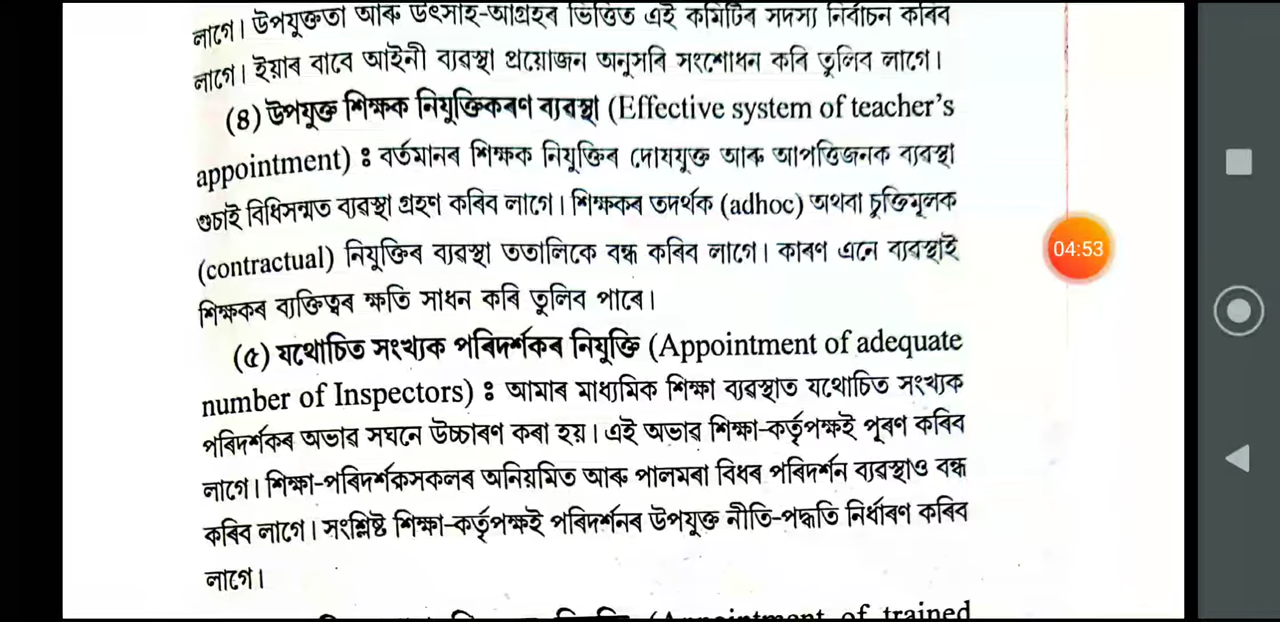 লাগে। উপযুক্ততা আৰু উৎসাহ-আগ্ৰহৰ ভিত্তিত এই কমিটিৰ সদস্য নিৰ্বাচন কৰিব
লাগে। ইয়াৰ বাবে আইনী ব্যৱস্থা প্ৰয়োজন অনুসৰি সংশোধন কৰি তুলিব লাগে।
(8) উপযুক্ত শিক্ষক নিযুক্তিকৰণ ব্যৱস্থা (Effective system of teacher's
appointment) : বৰ্তমানৰ শিক্ষক নিযুক্তিৰ দোষযুক্ত আৰু আপত্তিজনক ব্যৱস্থা
গুচাই বিধিসন্মত ব্যৱস্থা গ্ৰহণ কৰিব লাগে। শিক্ষকৰ তদৰ্থক (adhoc) অথবা চুক্তিমূলক
(contractual) নিযুক্তিৰ ব্যৱস্থা ততালিকে বন্ধ কৰিব লাগে। কাৰণ এনে ব্যৱস্থাই
শিক্ষকৰ ব্যক্তিত্বৰ ক্ষতি সাধন কৰি তুলিব পাৰে।
04:53
(৫) যথোচিত সংখ্যক পৰিদৰ্শকৰ নিযুক্তি (Appointment of adequate
number of Inspectors) : আমাৰ মাধ্যমিক শিক্ষা ব্যৱস্থাত যথোচিত সংখ্যক
পৰিদৰ্শকৰ অভাৱ সঘনে উচ্চাৰণ কৰা হয়। এই অভাৱ শিক্ষা-কৰ্তৃপক্ষই পূৰণ কৰিব
লাগে। শিক্ষা-পৰিদৰ্শকসকলৰ অনিয়মিত আৰু পালমৰা বিধৰ পৰিদৰ্শন ব্যৱস্থাও বন্ধ
কৰিব লাগে। সংশ্লিষ্ট শিক্ষা-কৰ্তৃপক্ষই পৰিদৰ্শনৰ উপযুক্ত নীতি-পদ্ধতি নিৰ্ধাৰণ কৰিব
লাগে।
(Appointment of trained